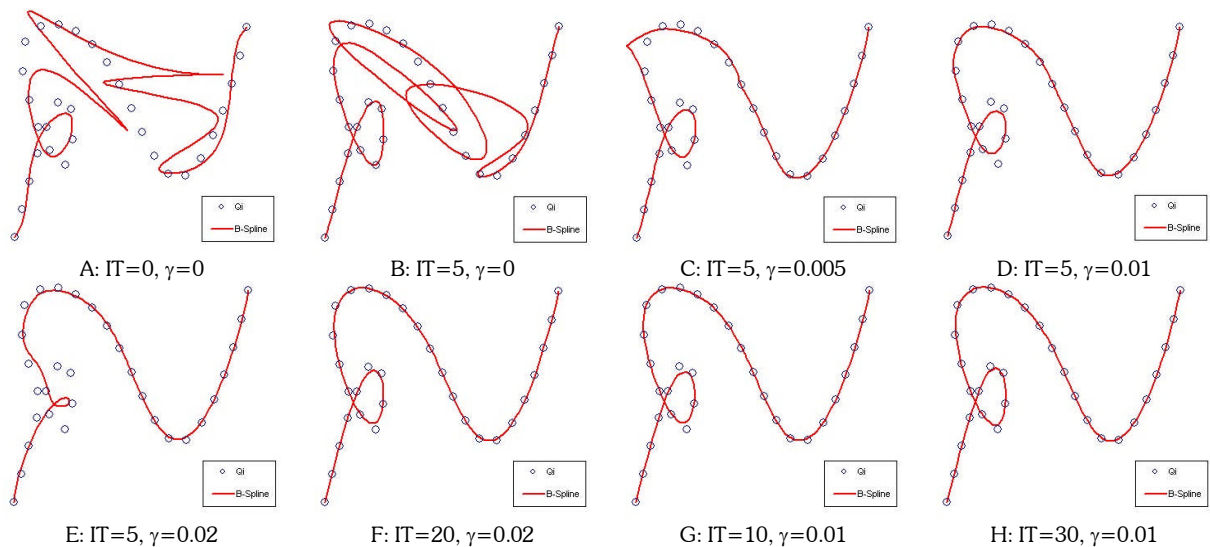 Qi
B-Spline
Qi
B-Spline
Qi
B-Spline
Qi
B-Spline
A: IT=0, γ=0
B: IT=5, γ=0
C: IT=5, γ=0.005
D: IT=5, γ=0.01
Qi
B-Spline
Qi
B-Spline
Qi
B-Spline
Qi
B-Spline
E: IT=5, γ=0.02
F: IT=20, γ=0.02
G: IT=10, γ=0.01
H: IT=30, γ=0.01